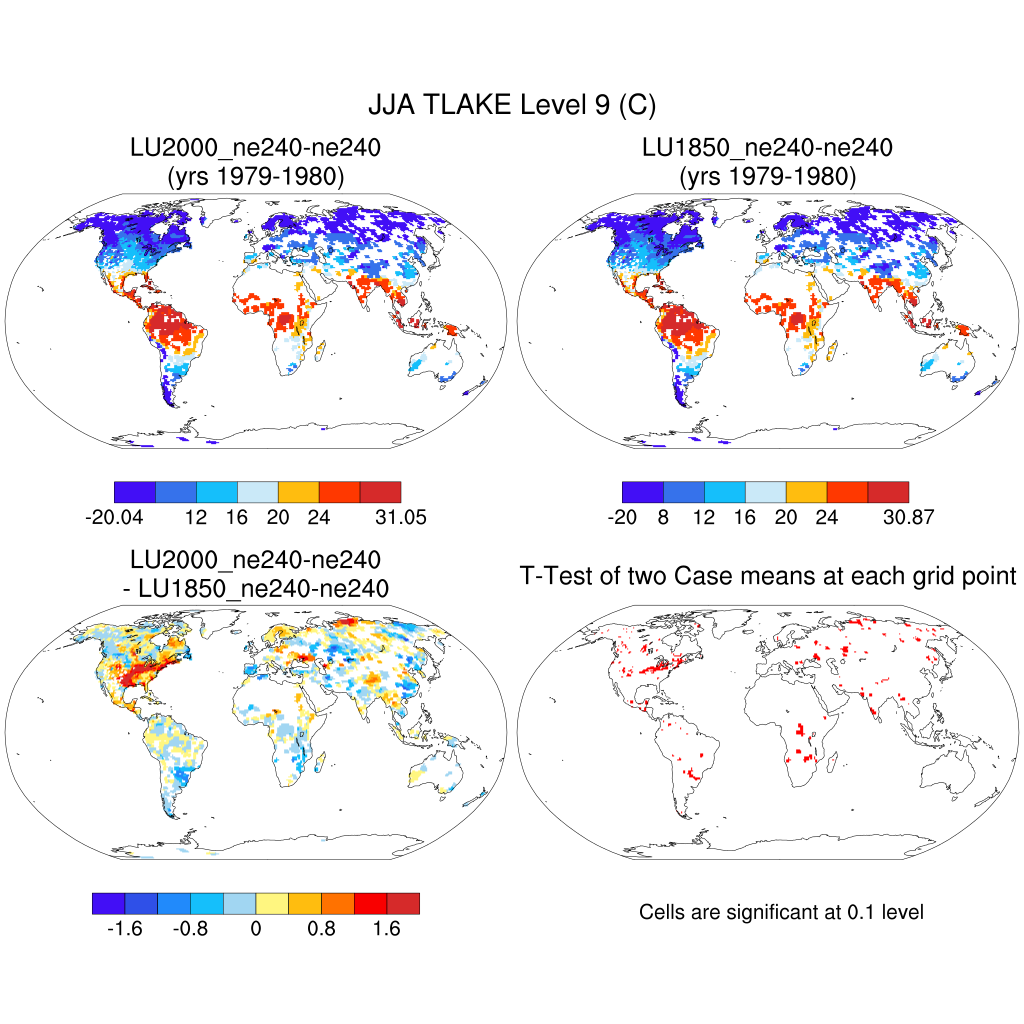 JJA TLAKE Level 9 (C)
LU2000_ne240-ne240
(yrs 1979-1980)
LU1850_ne240-ne240
(yrs 1979-1980)
-20.04 12 16 20 24 31.05
-20 8 12 16 20 24 30.87
LU2000_ne240-ne240
- LU1850_ne240-ne240
T-Test of two Case means at each grid point
-1.6 -0.8 0 0.8 1.6
Cells are significant at 0.1 level